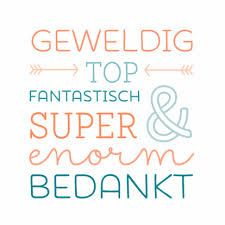 GEWELDIG
TOP
FANTASTISCH
SUPER &
enorm
BEDANKT